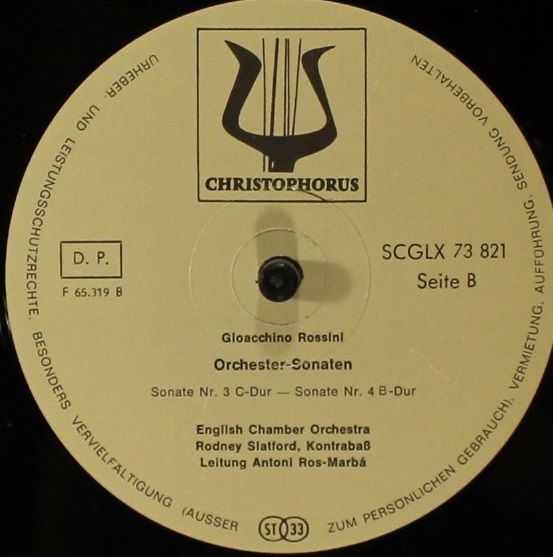 CHRISTOPHORUS
D. P.
F 65.319 B
SCGLX 73 821
Seite B
Gioacchino Rossini
Orchester-Sonaten
Sonate Nr. 3 C-Dur — Sonate Nr. 4 B-Dur
English Chamber Orchestra
Rodney Slatford, Kontrabaß
Leitung Antoni Ros-Marbá
URHEBER- UND LEISTUNGSSCHUTZRECHTE, BESONDERS VERVIELFÄLTIGUNG (AUSSER ZUM PERSÖNLICHEN GEBRAUCH), VERMIETUNG, AUFFÜHRUNG, SENDUNG VORBEHALTEN
ST 33